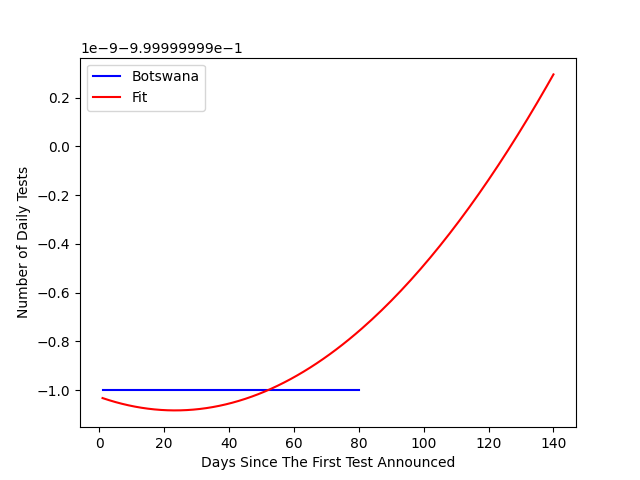 1e−9−9.99999999e−1
Botswana
Fit
0.2
0.0
−0.2
−0.4
−0.6
−0.8
−1.0
Number of Daily Tests
0 20 40 60 80 100 120 140
Days Since The First Test Announced